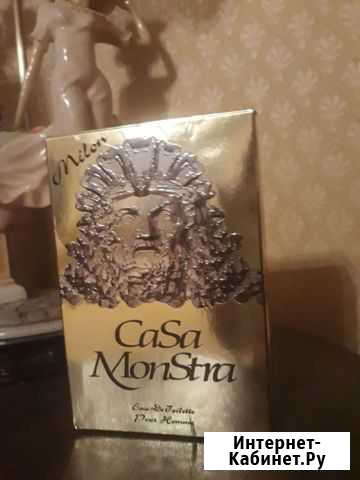 Milon
CaSa
MonStra
Eau De Toilette
Pour Homme
Интернет-
Кабинет.Ру